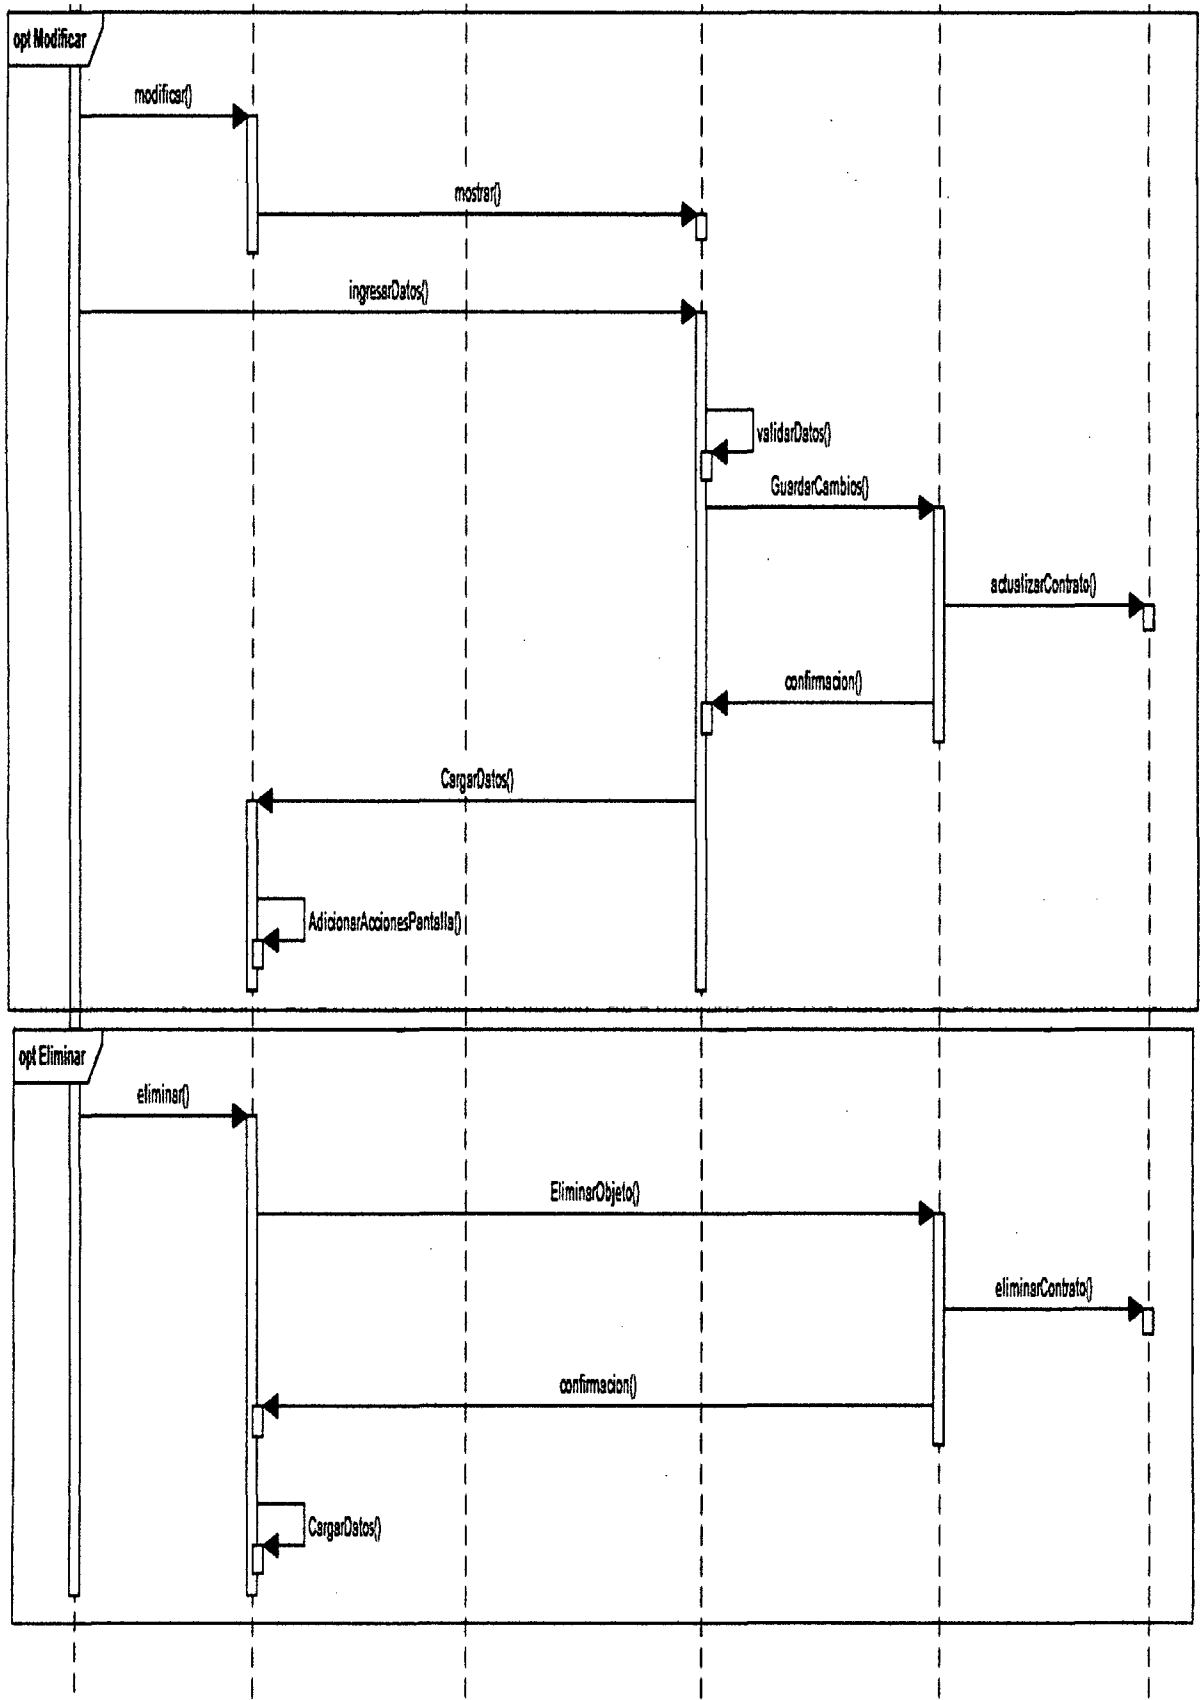 opt Modificar
modificar()
mostrar()
ingresarDatos()
validarDatos()
GuardarCambios()
actualizarContrato()
confirmacion()
CargarDatos()
AdicionarAccionesPantalla()
opt Eliminar
eliminar()
EliminarObjeto()
eliminarContrato()
confirmacion()
CargarDatos()